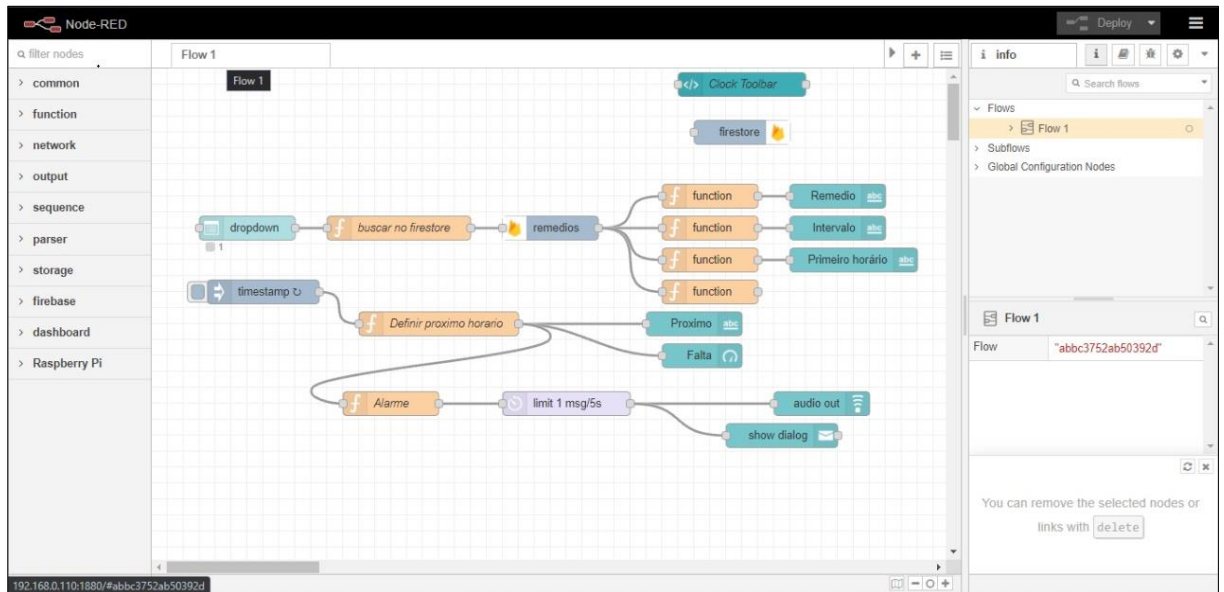 Node-RED
Deploy
filter nodes
Flow 1
i info
i
Search flows
common
function
network
output
sequence
parser
storage
firebase
dashboard
Raspberry Pi
Flow 1
</> Clock Toolbar
firestore
f function
Remedio abc
dropdown
f buscar no firestore
remedios
f function
Intervalo abc
1
f function
Primeiro horário abc
timestamp ↻
f function
f Definir proximo horario
Proximo abc
Falta
f Alarme
limit 1 msg/5s
audio out
show dialog
Flows
Flow 1
Subflows
Global Configuration Nodes
Flow 1
Flow "abbc3752ab50392d"
You can remove the selected nodes or
links with delete
192.168.0.110:1880/#abbc3752ab50392d